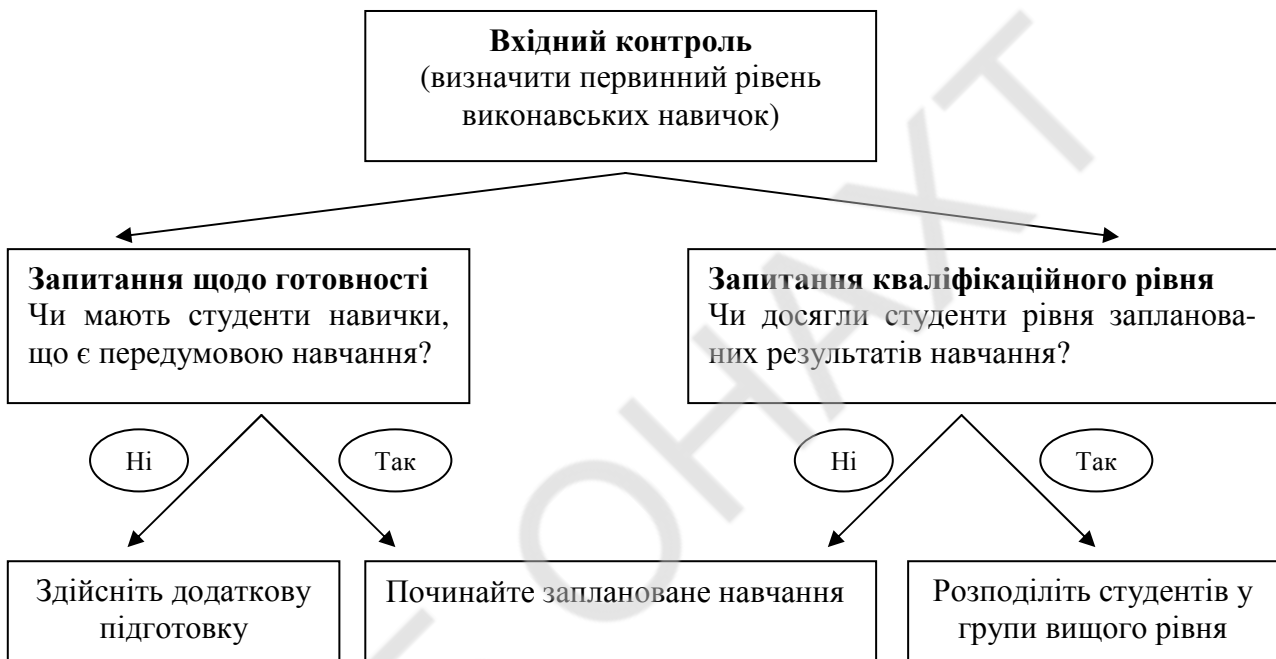 Вхідний контроль
(визначити первинний рівень
виконавських навичок)
Запитання щодо готовності
Чи мають студенти навички,
що є передумовою навчання?
Запитання кваліфікаційного рівня
Чи досягли студенти рівня запланова-
них результатів навчання?
Ні
Так
Ні
Так
Здійсніть додаткову
підготовку
Починайте заплановане навчання
Розподіліть студентів у
групи вищого рівня
ОНАХТ